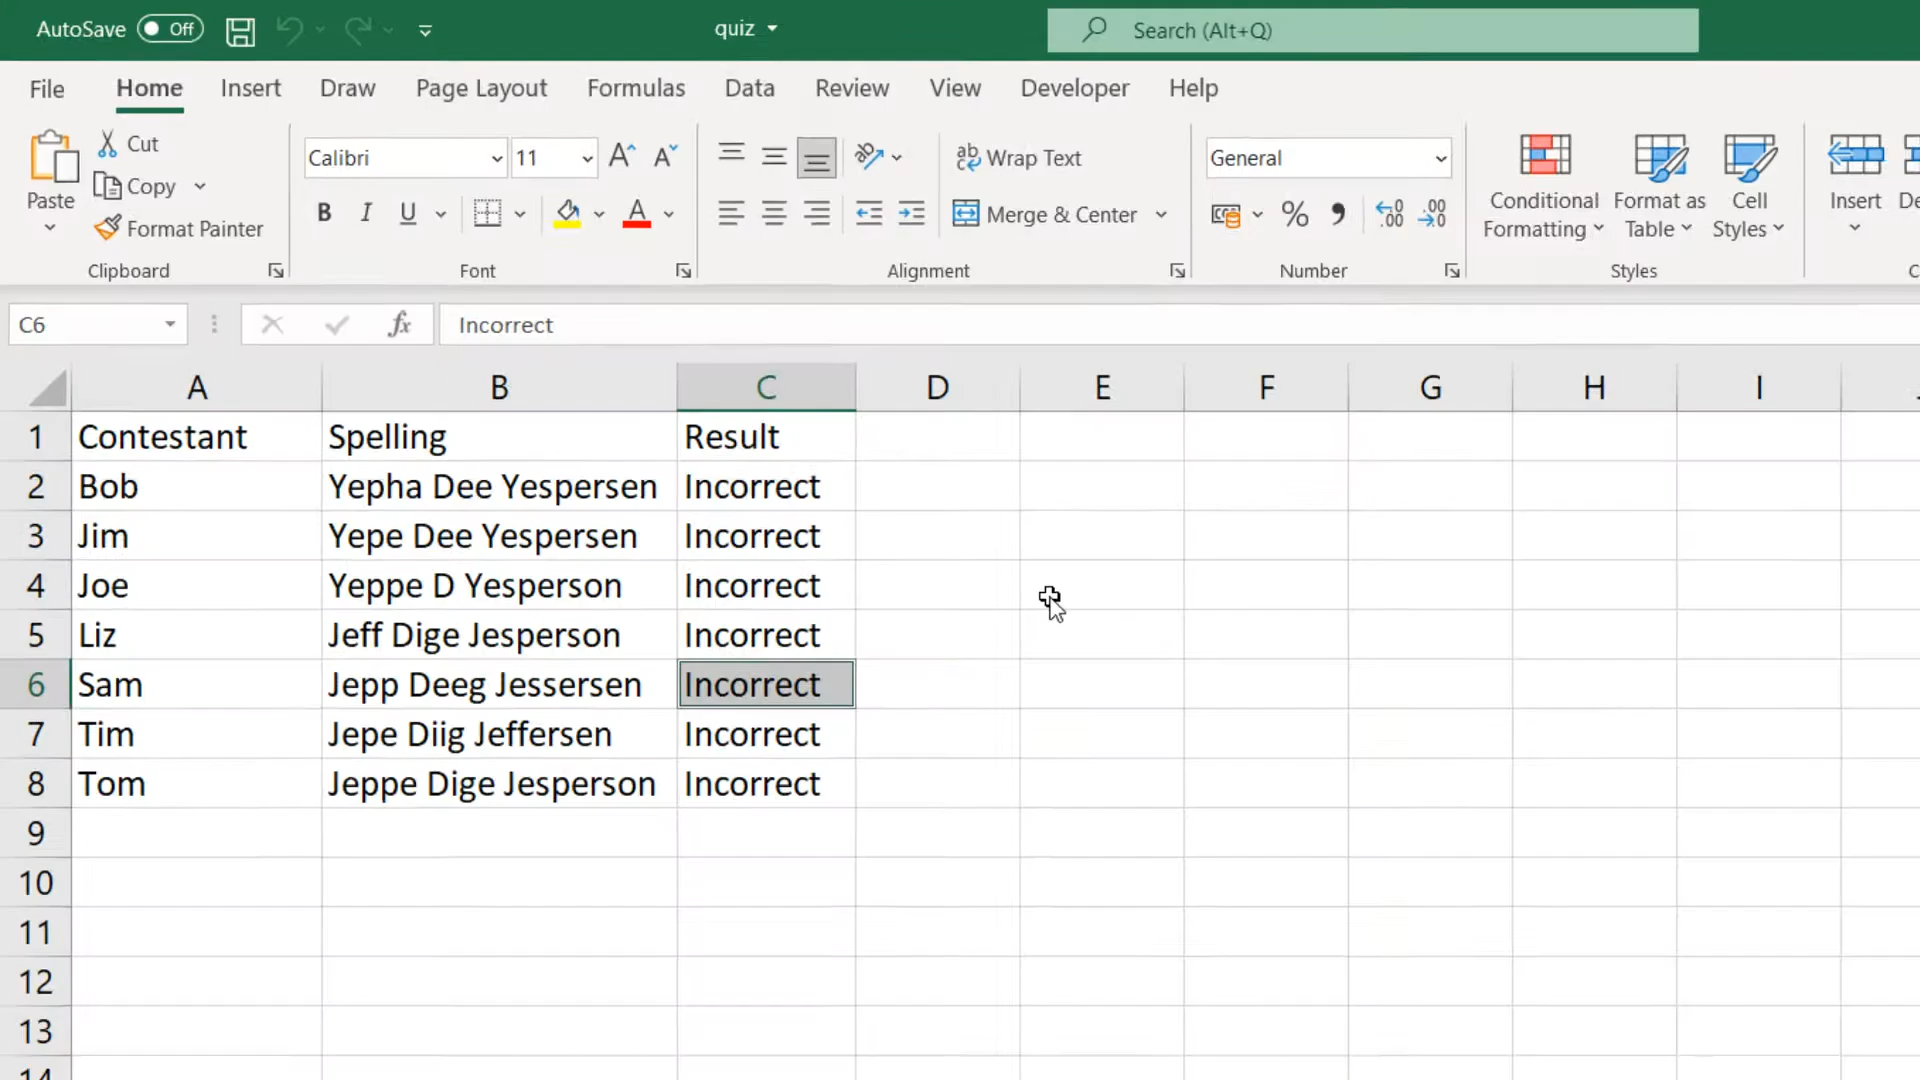 AutoSave Off quiz Search (Alt+Q)
File Home Insert Draw Page Layout Formulas Data Review View Developer Help
Paste
Cut
Copy
Format Painter
Clipboard
Calibri 11
B I U
Font
Wrap Text
Merge & Center
Alignment
General
Number
Conditional Formatting
Format as Table
Cell Styles
Styles
Insert
C6 fx Incorrect
A B C D E F G H I
1 Contestant Spelling Result
2 Bob Yepha Dee Yespersen Incorrect
3 Jim Yepe Dee Yespersen Incorrect
4 Joe Yeppe D Yesperson Incorrect
5 Liz Jeff Dige Jesperson Incorrect
6 Sam Jepp Deeg Jessersen Incorrect
7 Tim Jepe Diig Jeffersen Incorrect
8 Tom Jeppe Dige Jesperson Incorrect
9
10
11
12
13
14